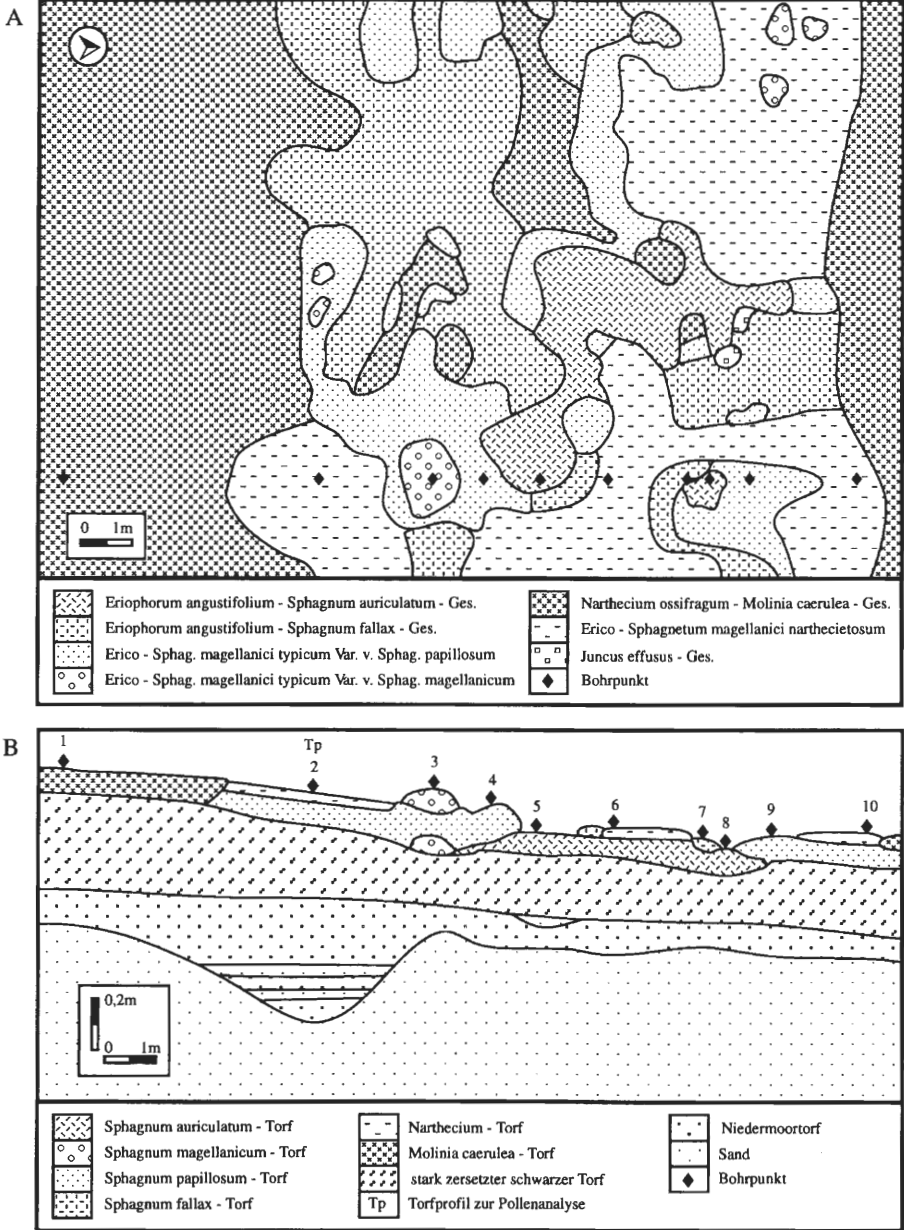 A
0 1m
Eriophorum angustifolium - Sphagnum auriculatum - Ges.
Eriophorum angustifolium - Sphagnum fallax - Ges.
Erico - Sphag. magellanici typicum Var. v. Sphag. papillosum
Erico - Sphag. magellanici typicum Var. v. Sphag. magellanicum
Narthecium ossifragum - Molinia caerulea - Ges.
Erico - Sphagnetum magellanici narthecietosum
Juncus effusus - Ges.
Bohrpunkt
B
1
Tp
2
3
4
5
6
7
8
9
10
0,2m
0 1m
Sphagnum auriculatum - Torf
Sphagnum magellanicum - Torf
Sphagnum papillosum - Torf
Sphagnum fallax - Torf
Narthecium - Torf
Molinia caerulea - Torf
stark zersetzter schwarzer Torf
Tp Torfprofil zur Pollenanalyse
Niedermoortorf
Sand
Bohrpunkt